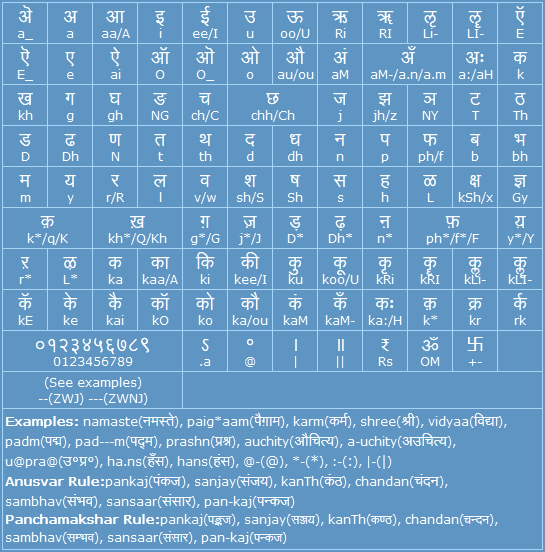 ऄ अ आ इ ई उ ऊ ऋ ॠ ऌ ॡ ऍ
a_ a aa/A i ee/I u oo/U Ri RI Li- LI- E
ऎ ए ऐ ऑ ऒ ओ औ अं अँ अः क
E_ e ai O O_ o au/ou aM aM-/a.n/a.m a:/aH k
ख ग घ ङ च छ ज झ ञ ट ठ
kh g gh NG ch/C chh/Ch j jh/z NY T Th
ड ढ ण त थ द ध न प फ ब भ
D Dh N t th d dh n p ph/f b bh
म य र ल व श ष स ह ळ क्ष ज्ञ
m y r/R l v/w sh/S Sh s h L kSh/x Gy
क़ ख़ ग़ ज़ ड़ ढ़ ऩ फ़ य़
k*/q/K kh*/Q/Kh g*/G j*/J D* Dh* n* ph*/f*/F y*/Y
ऱ ऴ क का कि की कु कू कृ कॄ कॢ कॣ
r* L* ka kaa/A ki kee/I ku koo/U kRi kRI kLi- kLI-
कॅ के कै कॉ को कौ कं कँ कः क़ क्र र्क
kE ke kai kO ko ka/ou kaM kaM- ka:/H k* kr rk
०१२३४५६७८९ ऽ ॰ । ॥ ₹ ॐ 卐
0123456789 .a @ | || Rs OM +-
(See examples)
--(ZWJ) ---(ZWNJ)
Examples: namaste(नमस्ते), paig*aam(पैग़ाम), karm(कर्म), shree(श्री), vidyaa(विद्या),
padm(पद्म), pad---m(पद्‌म), prashn(प्रश्न), auchity(औचित्य), a-uchity(अउचित्य),
u@pra@(उ॰प्र॰), ha.ns(हँस), hans(हंस), @-(@), *-(*), :-(:), |-(|)
Anusvar Rule:pankaj(पंकज), sanjay(संजय), kanTh(कंठ), chandan(चंदन),
sambhav(संभव), sansaar(संसार), pan-kaj(पन्कज)
Panchamakshar Rule:pankaj(पङ्कज), sanjay(सञ्जय), kanTh(कण्ठ), chandan(चन्दन),
sambhav(सम्भव), sansaar(संसार), pan-kaj(पन्कज)